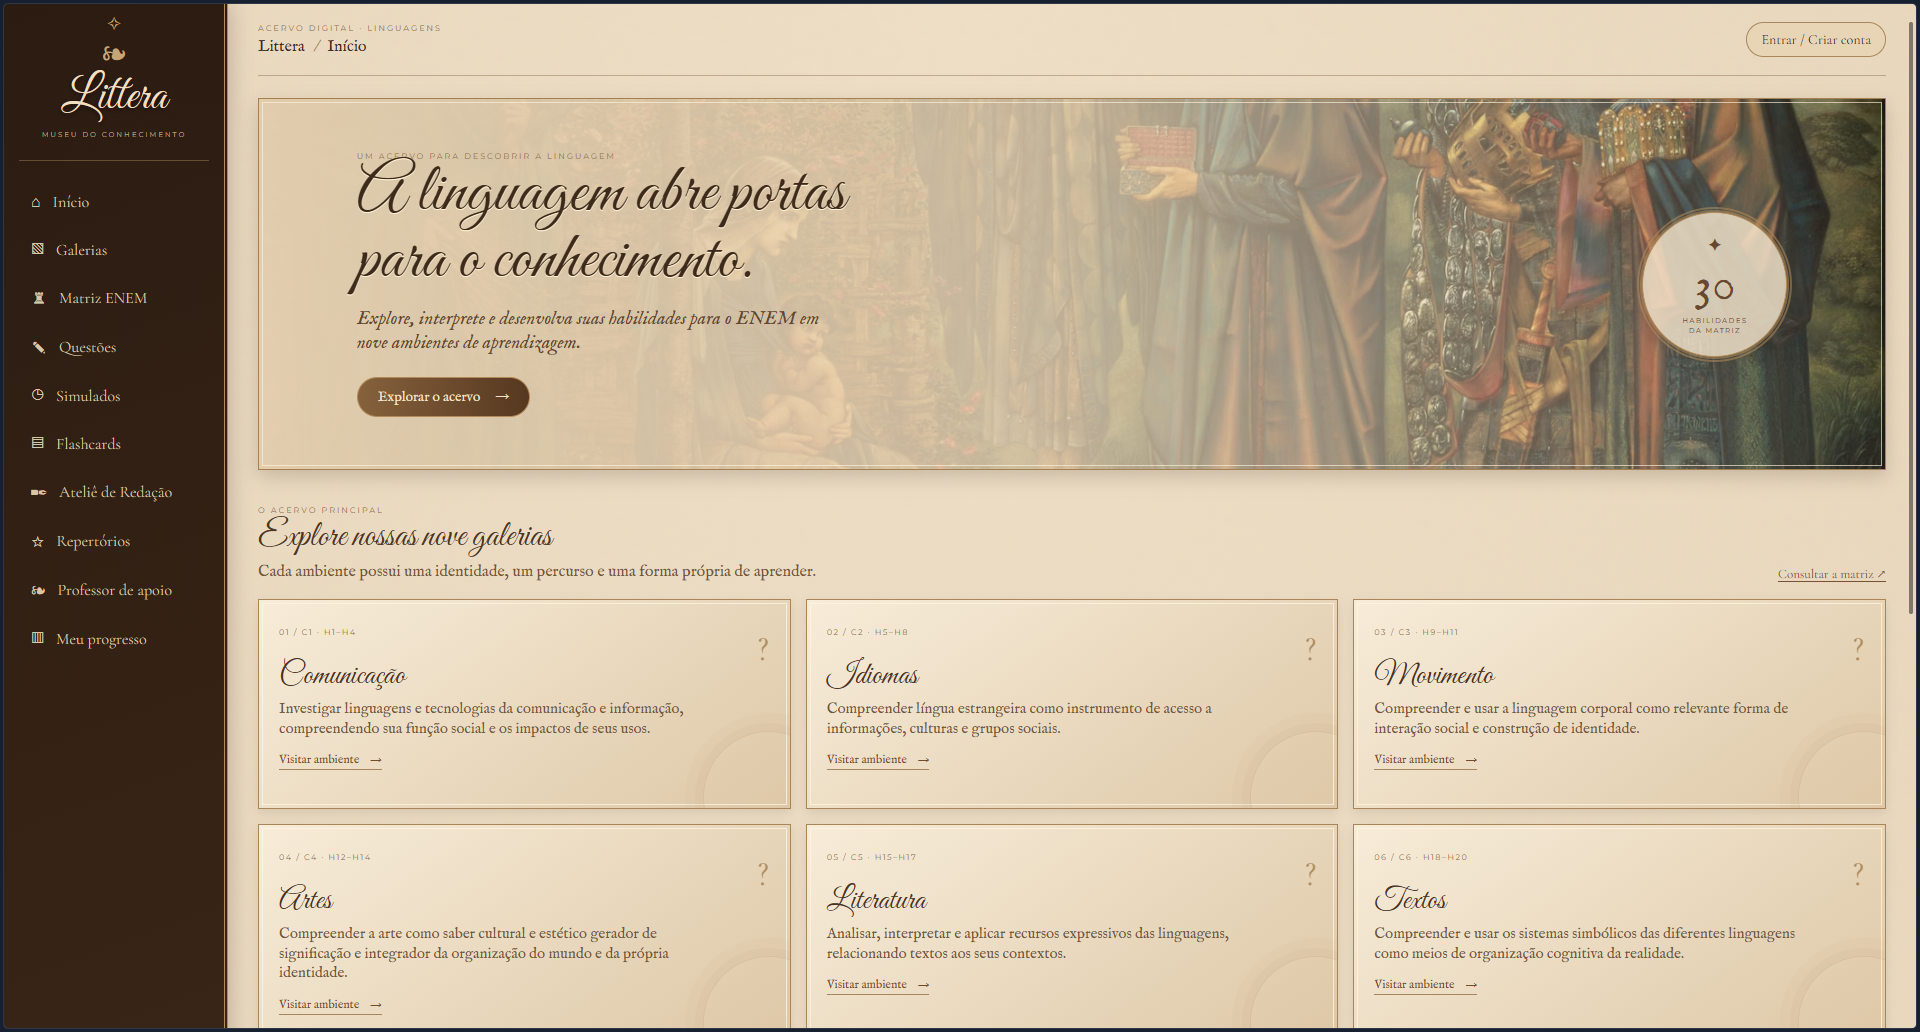 Littera
MUSEU DO CONHECIMENTO
Início
Galerias
Matriz ENEM
Questões
Simulados
Flashcards
Ateliê de Redação
Repertórios
Professor de apoio
Meu progresso
ACERVO DIGITAL · LINGUAGENS
Littera / Início
Entrar / Criar conta
UM ACERVO PARA DESCOBRIR A LINGUAGEM
A linguagem abre portas
para o conhecimento.
Explore, interprete e desenvolva suas habilidades para o ENEM em
nove ambientes de aprendizagem.
Explorar o acervo →
30
HABILIDADES
DA MATRIZ
O ACERVO PRINCIPAL
Explore nossas nove galerias
Cada ambiente possui uma identidade, um percurso e uma forma própria de aprender.
Consultar a matriz ↗
01 / C1 · H1–H4
?
Comunicação
Investigar linguagens e tecnologias da comunicação e informação,
compreendendo sua função social e os impactos de seus usos.
Visitar ambiente →
02 / C2 · H5–H8
?
Idiomas
Compreender língua estrangeira como instrumento de acesso a
informações, culturas e grupos sociais.
Visitar ambiente →
03 / C3 · H9–H11
?
Movimento
Compreender e usar a linguagem corporal como relevante forma de
interação social e construção de identidade.
Visitar ambiente →
04 / C4 · H12–H14
?
Artes
Compreender a arte como saber cultural e estético gerador de
significação e integrador da organização do mundo e da própria
identidade.
Visitar ambiente →
05 / C5 · H15–H17
?
Literatura
Analisar, interpretar e aplicar recursos expressivos das linguagens,
relacionando textos aos seus contextos.
Visitar ambiente →
06 / C6 · H18–H20
?
Textos
Compreender e usar os sistemas simbólicos das diferentes linguagens
como meios de organização cognitiva da realidade.
Visitar ambiente →